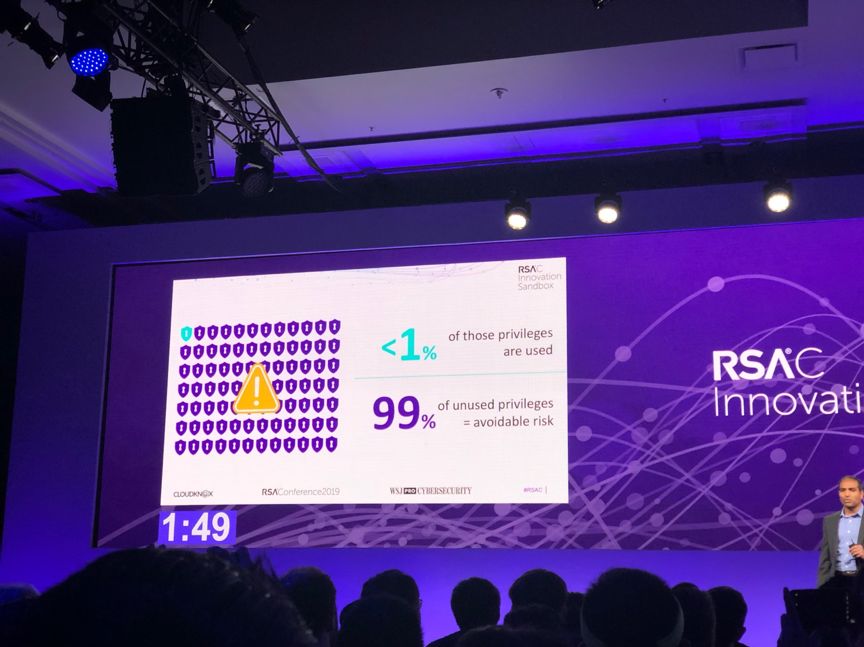 RSAC
Innovation
Sandbox
<1%
of those privileges
are used
99%
of unused privileges
= avoidable risk
CLOUDKNOX
RSAConference2019
WSJ PRO CYBERSECURITY
#RSAC
1:49
RSAC
Innovati